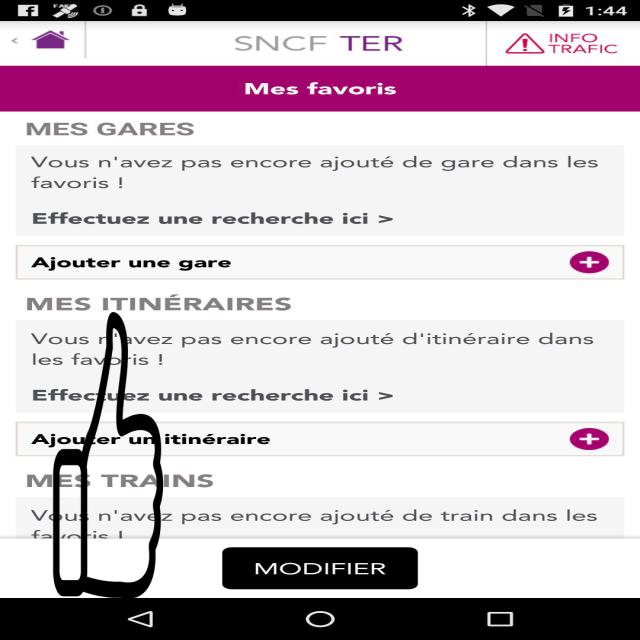 1:44
< SNCF TER
INFO
TRAFIC
Mes favoris
MES GARES
Vous n'avez pas encore ajouté de gare dans les
favoris !
Effectuez une recherche ici >
Ajouter une gare
MES ITINÉRAIRES
Vous n'avez pas encore ajouté d'itinéraire dans
les favoris !
Effectuez une recherche ici >
Ajouter un itinéraire
MES TRAINS
Vous n'avez pas encore ajouté de train dans les
favoris !
MODIFIER